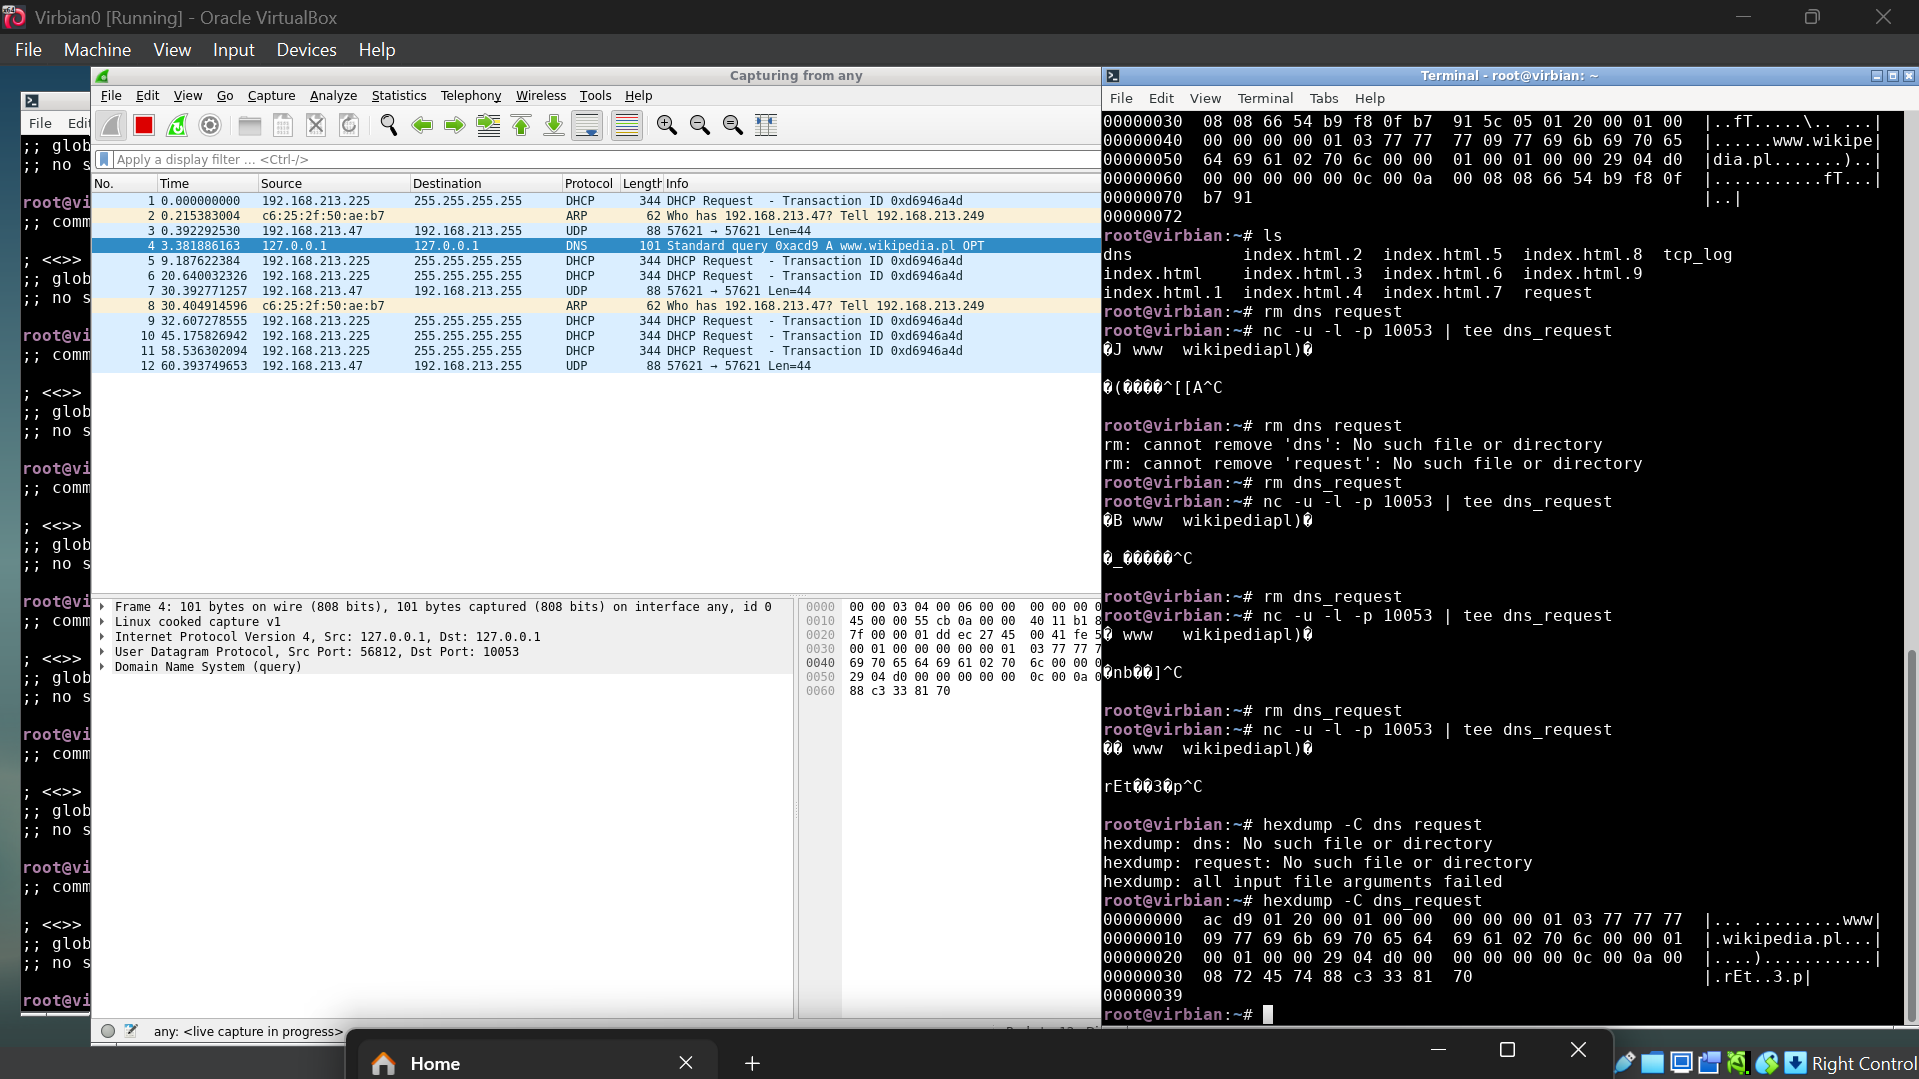 Virbian0 [Running] - Oracle VirtualBox
File Machine View Input Devices Help
File Edi
;; glob
;; no s
root@vi
;; comm
; <<>>
;; glob
;; no s
root@vi
;; comm
; <<>>
;; glob
;; no s
root@vi
;; comm
; <<>>
;; glob
;; no s
root@vi
;; comm
; <<>>
;; glob
;; no s
root@vi
;; comm
; <<>>
;; glob
;; no s
root@vi
;; comm
; <<>>
;; glob
;; no s
root@vi
Capturing from any
File Edit View Go Capture Analyze Statistics Telephony Wireless Tools Help
Apply a display filter ... <Ctrl-/>
No. Time Source Destination Protocol Length Info
1 0.000000000 192.168.213.225 255.255.255.255 DHCP 344 DHCP Request - Transaction ID 0xd6946a4d
2 0.215383004 c6:25:2f:50:ae:b7 ARP 62 Who has 192.168.213.47? Tell 192.168.213.249
3 0.392292530 192.168.213.47 192.168.213.255 UDP 88 57621 → 57621 Len=44
4 3.381886163 127.0.0.1 127.0.0.1 DNS 101 Standard query 0xacd9 A www.wikipedia.pl OPT
5 9.187622384 192.168.213.225 255.255.255.255 DHCP 344 DHCP Request - Transaction ID 0xd6946a4d
6 20.640032326 192.168.213.225 255.255.255.255 DHCP 344 DHCP Request - Transaction ID 0xd6946a4d
7 30.392771257 192.168.213.47 192.168.213.255 UDP 88 57621 → 57621 Len=44
8 30.404914596 c6:25:2f:50:ae:b7 ARP 62 Who has 192.168.213.47? Tell 192.168.213.249
9 32.607278555 192.168.213.225 255.255.255.255 DHCP 344 DHCP Request - Transaction ID 0xd6946a4d
10 45.175826942 192.168.213.225 255.255.255.255 DHCP 344 DHCP Request - Transaction ID 0xd6946a4d
11 58.536302094 192.168.213.225 255.255.255.255 DHCP 344 DHCP Request - Transaction ID 0xd6946a4d
12 60.393749653 192.168.213.47 192.168.213.255 UDP 88 57621 → 57621 Len=44
Frame 4: 101 bytes on wire (808 bits), 101 bytes captured (808 bits) on interface any, id 0
Linux cooked capture v1
Internet Protocol Version 4, Src: 127.0.0.1, Dst: 127.0.0.1
User Datagram Protocol, Src Port: 56812, Dst Port: 10053
Domain Name System (query)
0000 00 00 03 04 00 06 00 00 00 00 00 0
0010 45 00 00 55 cb 0a 00 00 40 11 b1 8
0020 7f 00 00 01 dd ec 27 45 00 41 fe 5
0030 00 01 00 00 00 00 00 01 03 77 77 7
0040 69 70 65 64 69 61 02 70 6c 00 00 0
0050 29 04 d0 00 00 00 00 00 0c 00 0a 0
0060 88 c3 33 81 70
any: <live capture in progress>
Terminal - root@virbian: ~
File Edit View Terminal Tabs Help
00000030 08 08 66 54 b9 f8 0f b7 91 5c 05 01 20 00 01 00 |..fT.....\.. ...|
00000040 00 00 00 00 01 03 77 77 77 09 77 69 6b 69 70 65 |......www.wikipe|
00000050 64 69 61 02 70 6c 00 00 01 00 01 00 00 29 04 d0 |dia.pl.......)..|
00000060 00 00 00 00 00 0c 00 0a 00 08 08 66 54 b9 f8 0f |...........fT...|
00000070 b7 91 |..|
00000072
root@virbian:~# ls
dns index.html.2 index.html.5 index.html.8 tcp_log
index.html index.html.3 index.html.6 index.html.9
index.html.1 index.html.4 index.html.7 request
root@virbian:~# rm dns request
root@virbian:~# nc -u -l -p 10053 | tee dns_request
�J www wikipediapl)�
�(����^[[A^C
root@virbian:~# rm dns request
rm: cannot remove 'dns': No such file or directory
rm: cannot remove 'request': No such file or directory
root@virbian:~# rm dns_request
root@virbian:~# nc -u -l -p 10053 | tee dns_request
�B www wikipediapl)�
�_�����^C
root@virbian:~# rm dns_request
root@virbian:~# nc -u -l -p 10053 | tee dns_request
� www wikipediapl)�
�nb��]^C
root@virbian:~# rm dns_request
root@virbian:~# nc -u -l -p 10053 | tee dns_request
�� www wikipediapl)�
rEt��3�p^C
root@virbian:~# hexdump -C dns request
hexdump: dns: No such file or directory
hexdump: request: No such file or directory
hexdump: all input file arguments failed
root@virbian:~# hexdump -C dns_request
00000000 ac d9 01 20 00 01 00 00 00 00 00 01 03 77 77 77 |... .........www|
00000010 09 77 69 6b 69 70 65 64 69 61 02 70 6c 00 00 01 |.wikipedia.pl...|
00000020 00 01 00 00 29 04 d0 00 00 00 00 00 0c 00 0a 00 |....)...........|
00000030 08 72 45 74 88 c3 33 81 70 |.rEt..3.p|
00000039
root@virbian:~#
Home
Right Control